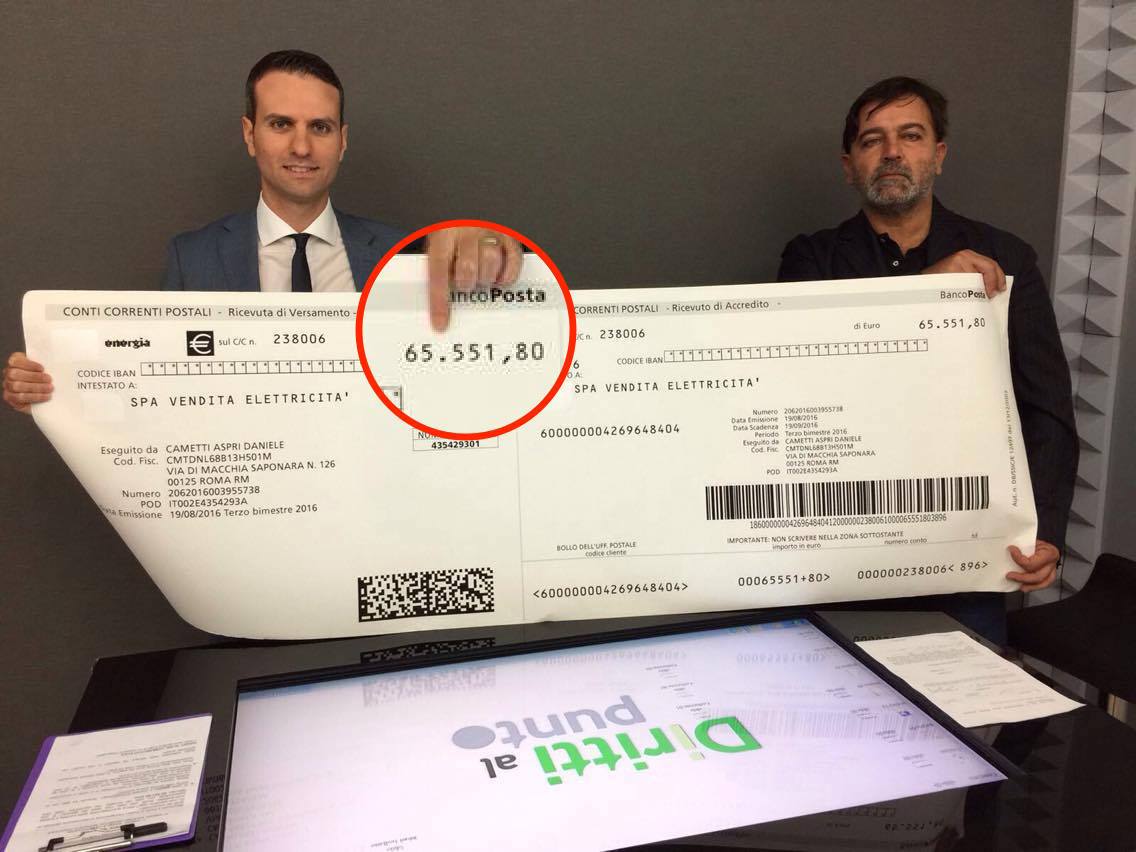 CONTI CORRENTI POSTALI - Ricevuta di Versamento -
energia
€ sul C/C n. 238006
CODICE IBAN
INTESTATO A:
SPA VENDITA ELETTRICITA'
BancoPosta
65.551,80
435429301
Eseguito da CAMETTI ASPRI DANIELE
Cod. Fisc. CMTDNL68B13H501M
VIA DI MACCHIA SAPONARA N. 126
00125 ROMA RM
Numero 2062016003955738
POD IT002E4354293A
Data Emissione 19/08/2016 Terzo bimestre 2016
CORRENTI POSTALI - Ricevuta di Accredito -
BancoPosta
C/C n. 238006
di Euro 65.551,80
CODICE IBAN
SPA VENDITA ELETTRICITA'
600000004269648404
Numero 2062016003955738
Data Emissione 19/08/2016
Data Scadenza 19/09/2016
Periodo Terzo bimestre 2016
Eseguito da CAMETTI ASPRI DANIELE
Cod. Fisc. CMTDNL68B13H501M
VIA DI MACCHIA SAPONARA
00125 ROMA RM
POD IT002E4354293A
BOLLO DELL'UFF. POSTALE
codice cliente
IMPORTANTE: NON SCRIVERE NELLA ZONA SOTTOSTANTE
importo in euro
numero conto
td
<600000004269648404>
00065551+80>
000000238006< 896>
Diritti al
punto